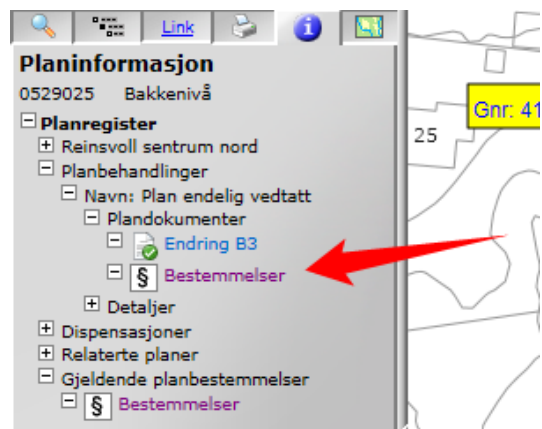 Link
Planinformasjon
0529025 Bakkenivå
Planregister
Reinsvoll sentrum nord
Planbehandlinger
Navn: Plan endelig vedtatt
Plandokumenter
Endring B3
§ Bestemmelser
Detaljer
Dispensasjoner
Relaterte planer
Gjeldende planbestemmelser
§ Bestemmelser
Gnr: 41
25